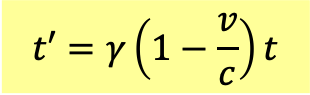 t′ = γ (1 − v/c) t